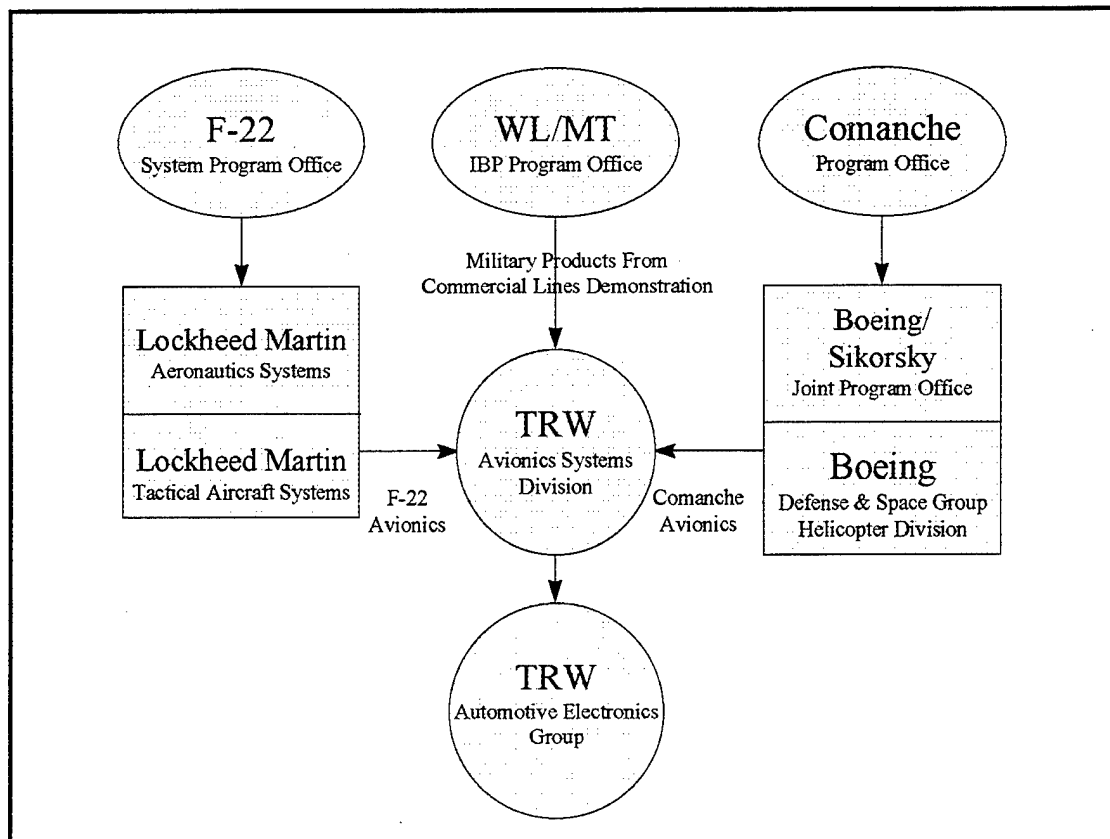 F-22
System Program Office
WL/MT
IBP Program Office
Comanche
Program Office
Military Products From
Commercial Lines Demonstration
Lockheed Martin
Aeronautics Systems
Lockheed Martin
Tactical Aircraft Systems
F-22
Avionics
TRW
Avionics Systems
Division
Comanche
Avionics
Boeing/
Sikorsky
Joint Program Office
Boeing
Defense & Space Group
Helicopter Division
TRW
Automotive Electronics
Group